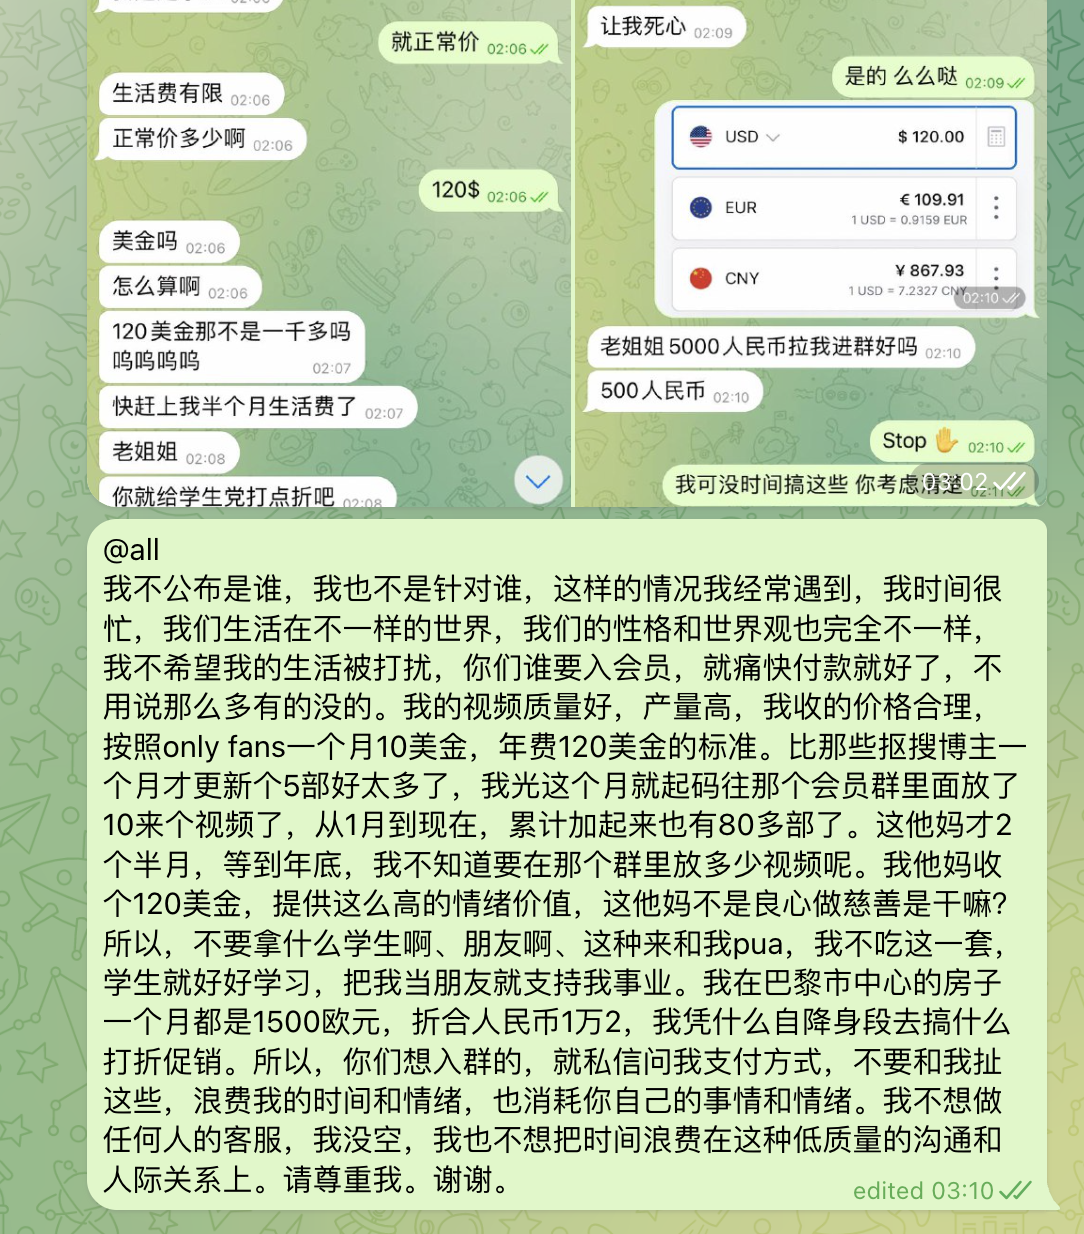 就正常价 02:06
生活费有限 02:06
正常价多少啊 02:06
120$ 02:06
美金吗 02:06
怎么算啊 02:06
120美金那不是一千多吗
呜呜呜呜 02:07
快赶上我半个月生活费了 02:07
老姐姐 02:08
你就给学生党打点折吧 02:08
让我死心 02:09
是的 么么哒 02:09
USD $ 120.00
EUR € 109.91
1 USD = 0.9159 EUR
CNY ¥ 867.93
1 USD = 7.2327 CNY
02:10
老姐姐5000人民币拉我进群好吗 02:10
500人民币 02:10
Stop ✋ 02:10
我可没时间搞这些 你考虑清楚 02:11
03:02
@all
我不公布是谁，我也不是针对谁，这样的情况我经常遇到，我时间很
忙，我们生活在不一样的世界，我们的性格和世界观也完全不一样，
我不希望我的生活被打扰，你们谁要入会员，就痛快付款就好了，不
用说那么多有的没的。我的视频质量好，产量高，我收的价格合理，
按照only fans一个月10美金，年费120美金的标准。比那些抠搜博主一
个月才更新个5部好太多了，我光这个月就起码往那个会员群里面放了
10来个视频了，从1月到现在，累计加起来也有80多部了。这他妈才2
个半月，等到年底，我不知道要在那个群里放多少视频呢。我他妈收
个120美金，提供这么高的情绪价值，这他妈不是良心做慈善是干嘛?
所以，不要拿什么学生啊、朋友啊、这种来和我pua，我不吃这一套，
学生就好好学习，把我当朋友就支持我事业。我在巴黎市中心的房子
一个月都是1500欧元，折合人民币1万2，我凭什么自降身段去搞什么
打折促销。所以，你们想入群的，就私信问我支付方式，不要和我扯
这些，浪费我的时间和情绪，也消耗你自己的事情和情绪。我不想做
任何人的客服，我没空，我也不想把时间浪费在这种低质量的沟通和
人际关系上。请尊重我。谢谢。
edited 03:10